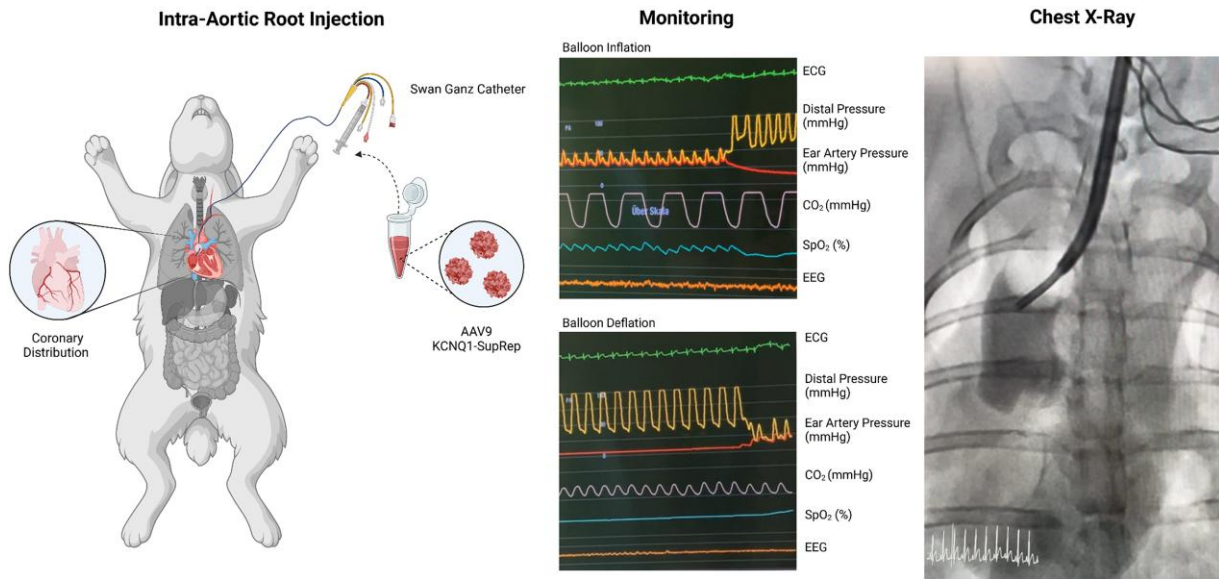 Intra-Aortic Root Injection
Swan Ganz Catheter
Coronary
Distribution
AAV9
KCNQ1-SupRep
Monitoring
Balloon Inflation
ECG
Distal Pressure
(mmHg)
Ear Artery Pressure
(mmHg)
CO₂ (mmHg)
Über Skala
SpO₂ (%)
EEG
Balloon Deflation
ECG
Distal Pressure
(mmHg)
Ear Artery Pressure
(mmHg)
CO₂ (mmHg)
SpO₂ (%)
EEG
Chest X-Ray